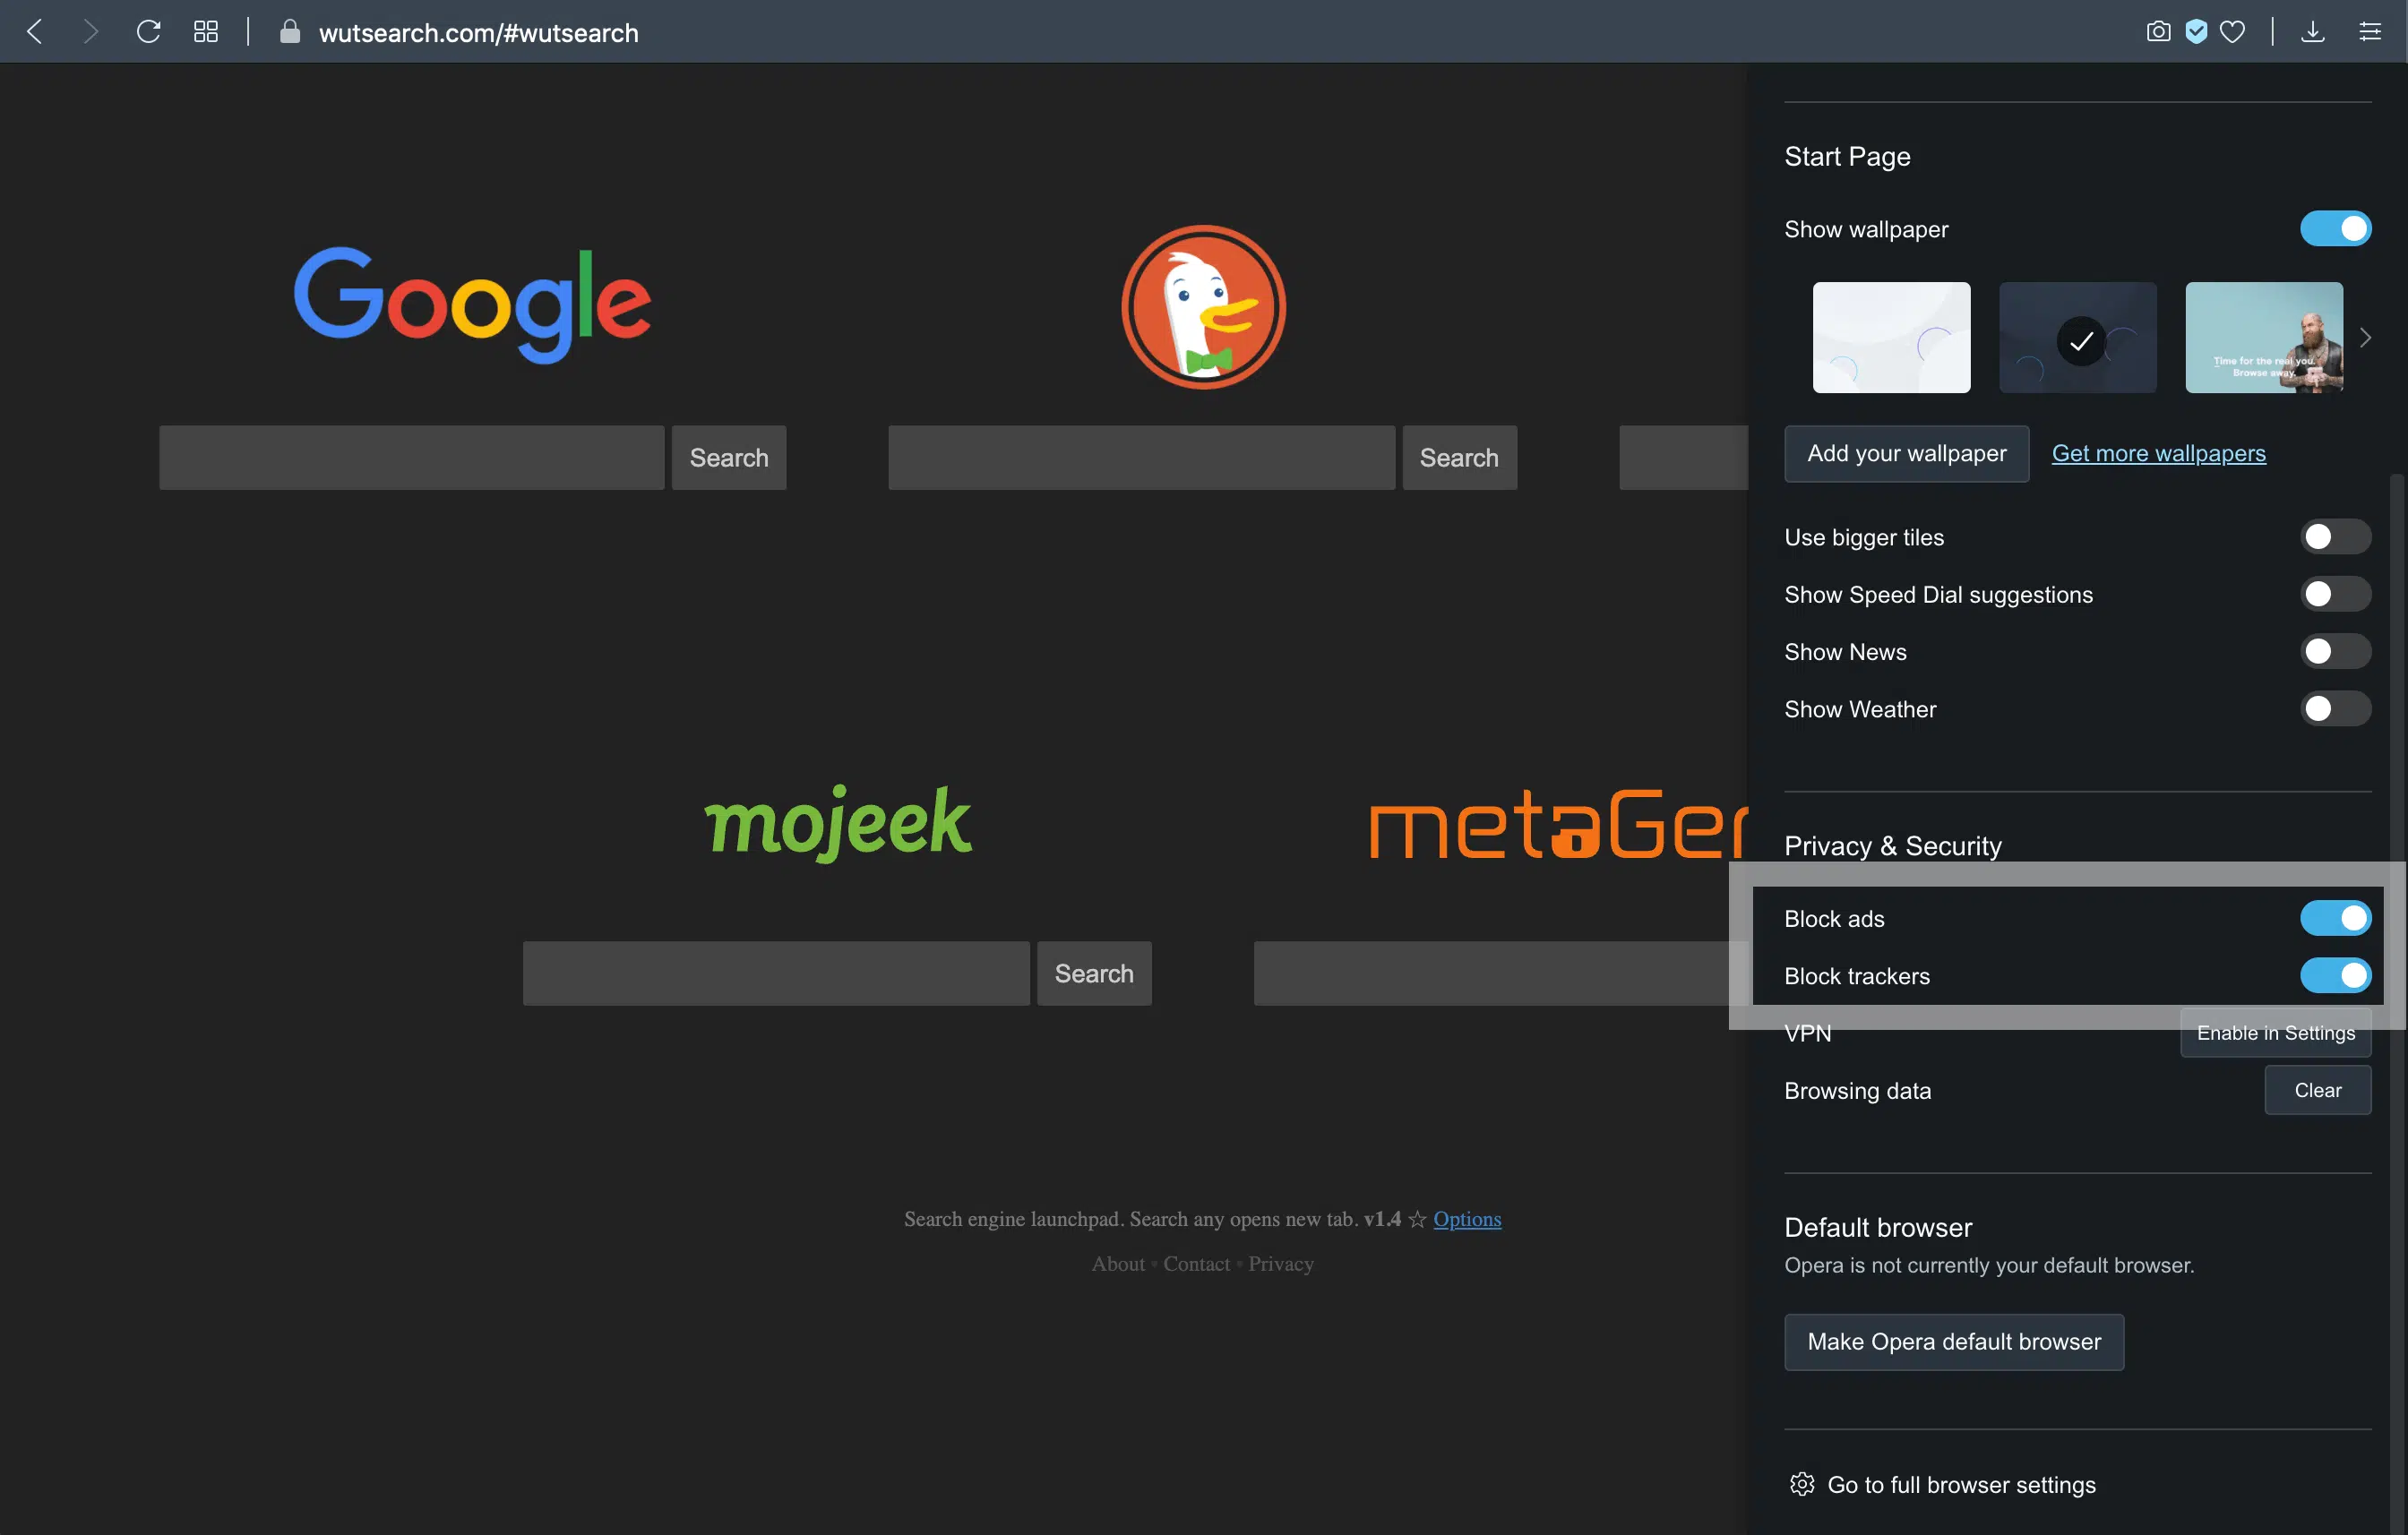 wutsearch.com/#wutsearch
Google
Search
Search
mojeek
metaGer
Search
Search engine launchpad. Search any opens new tab. v1.4 ☆ Options
About • Contact • Privacy
Start Page
Show wallpaper
Time for the real you.
Browse away.
Add your wallpaper
Get more wallpapers
Use bigger tiles
Show Speed Dial suggestions
Show News
Show Weather
Privacy & Security
Block ads
Block trackers
VPN
Enable in Settings
Browsing data
Clear
Default browser
Opera is not currently your default browser.
Make Opera default browser
Go to full browser settings